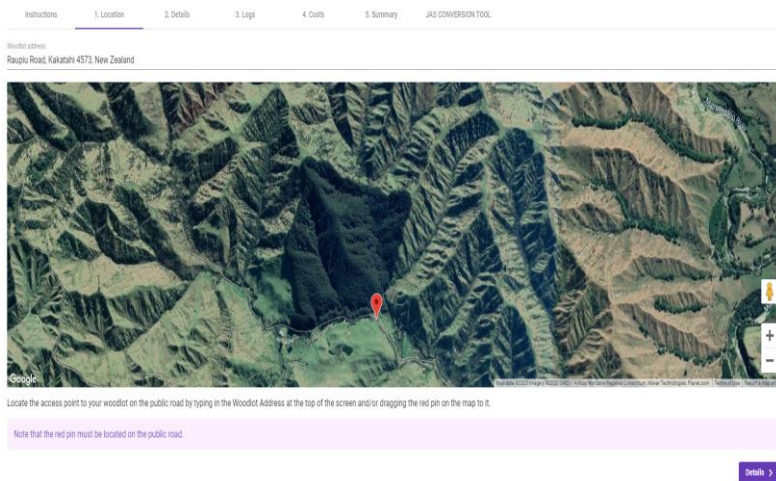 Instructions
1. Location
2. Details
3. Logs
4. Costs
5. Summary
JAS CONVERSION TOOL
Woodlot address
Raupiu Road, Kakatahi 4573, New Zealand
Google
Terms of Use
Locate the access point to your woodlot on the public road by typing in the Woodlot Address at the top of the screen and/or dragging the red pin on the map to it.
Note that the red pin must be located on the public road.
Details >